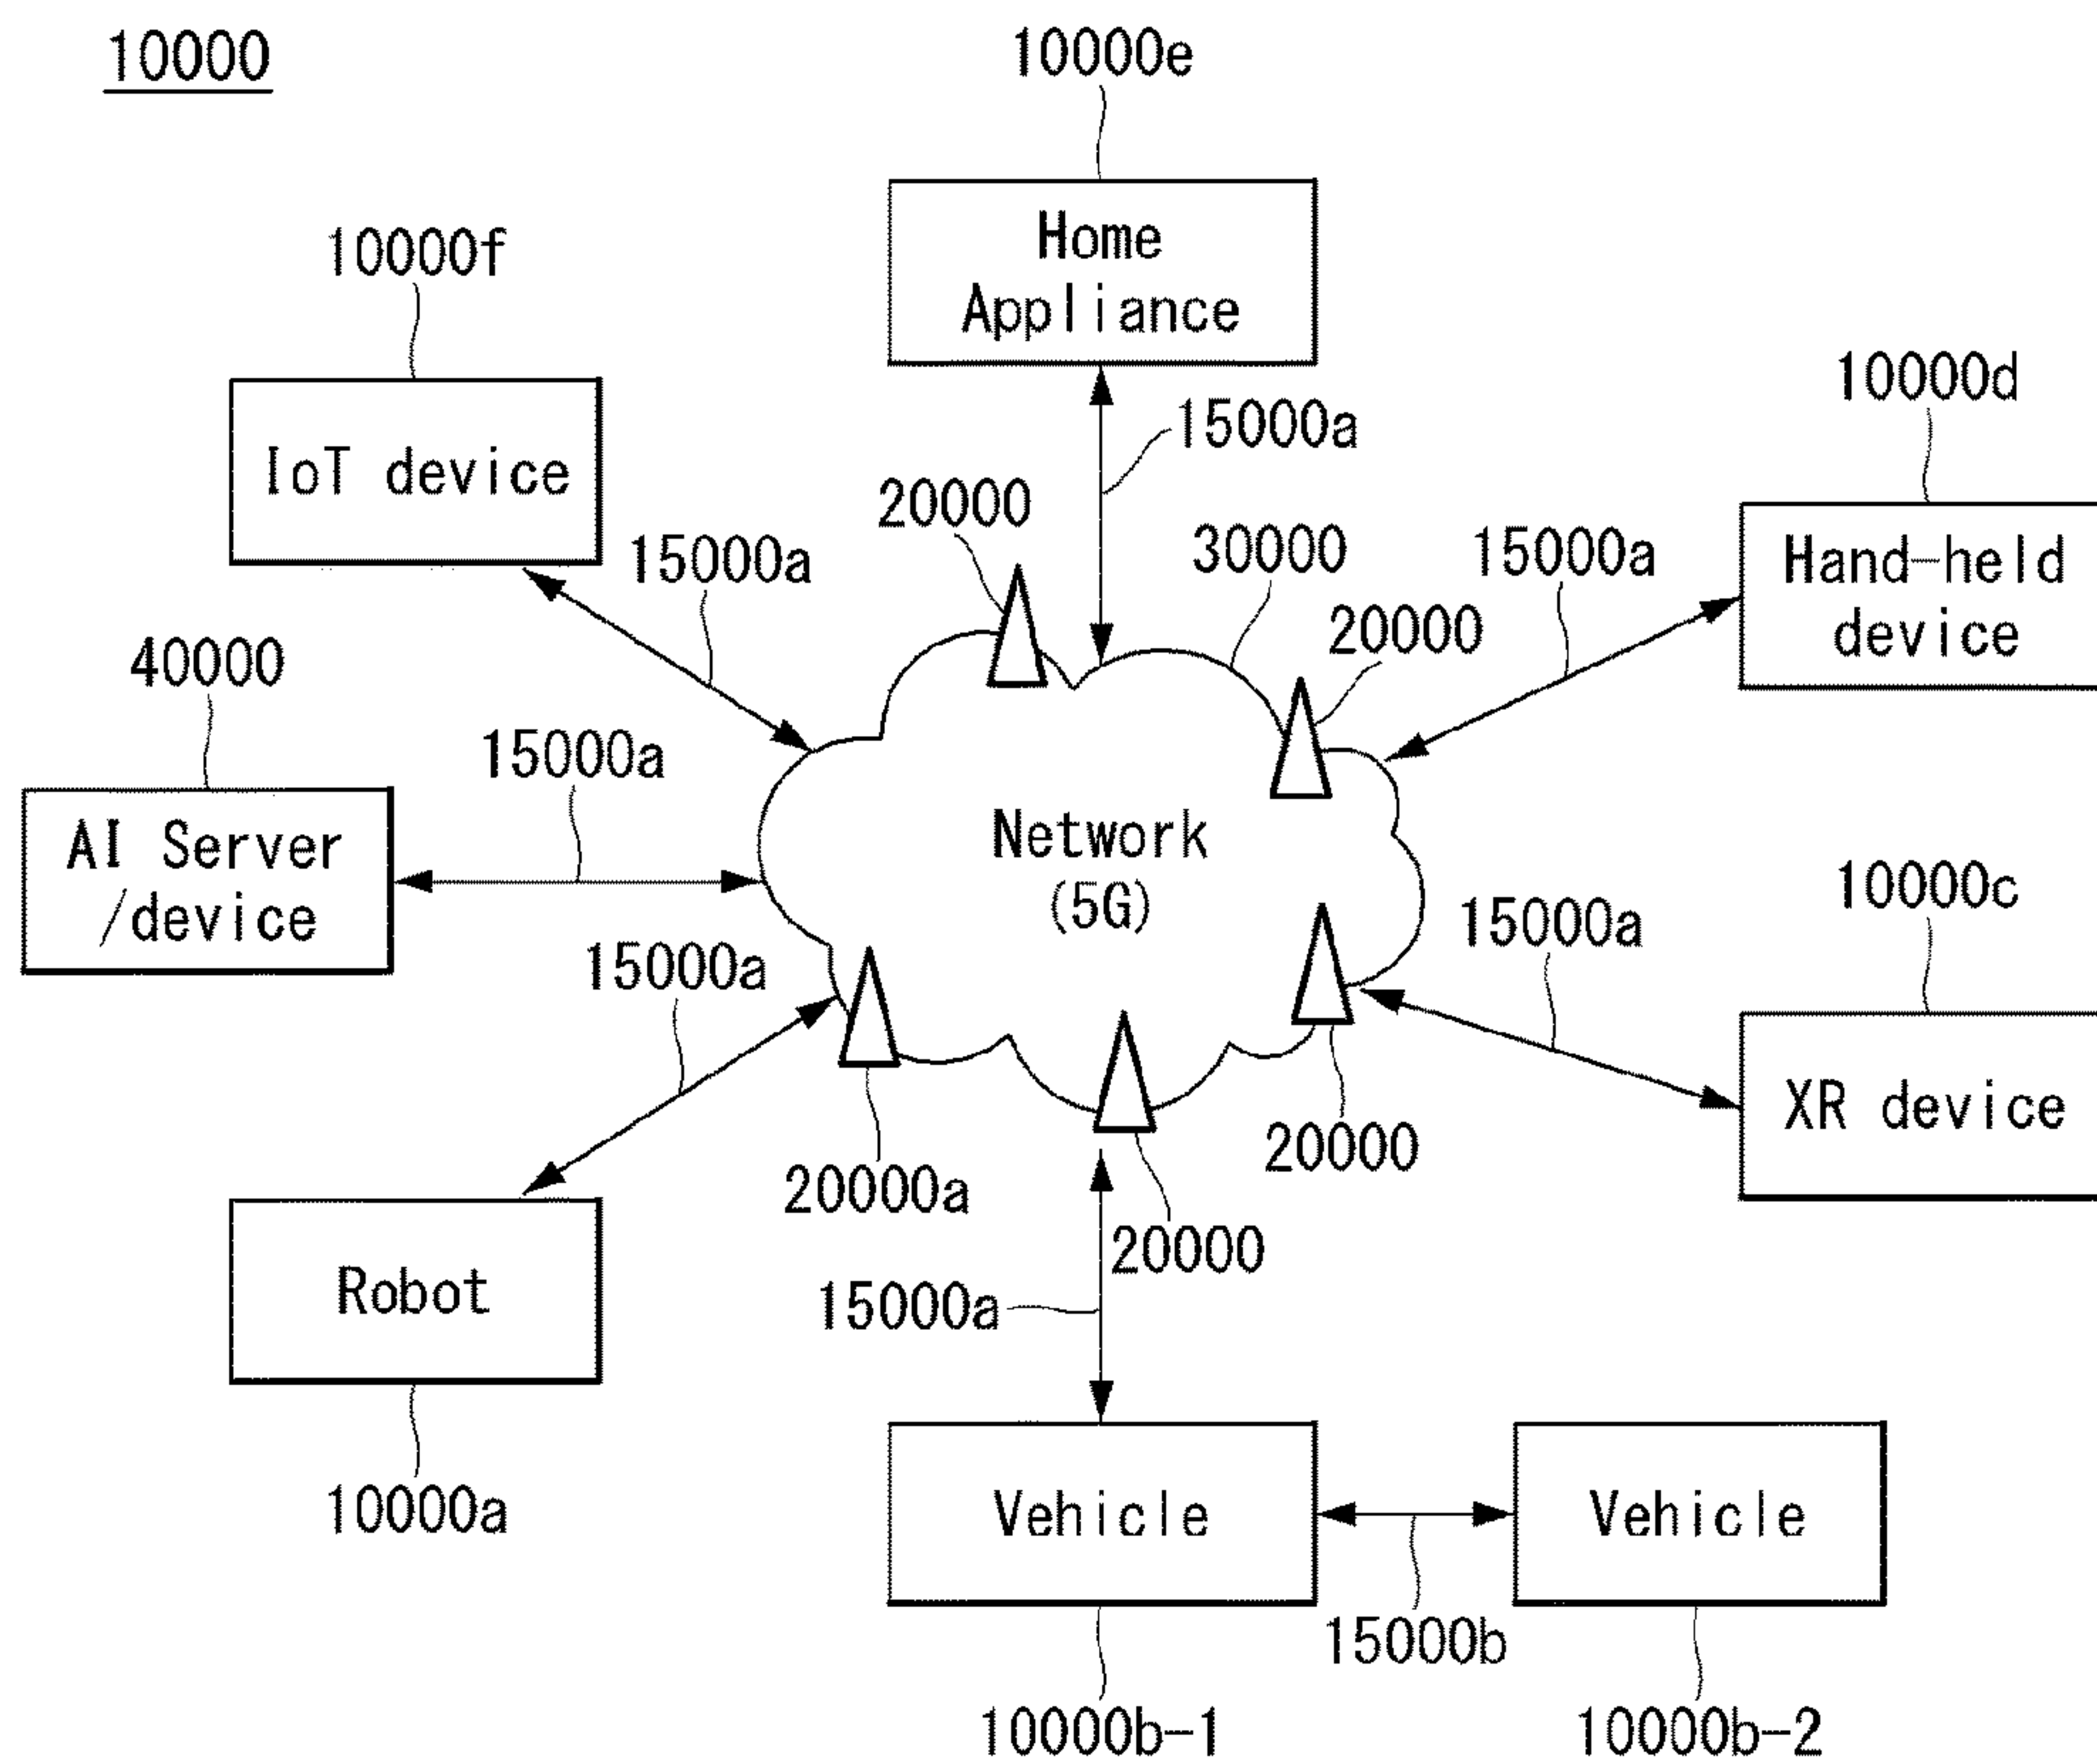 10000
10000e
Home
Appliance
10000f
IoT device
15000a
10000d
Hand-held
device
15000a
20000
30000
15000a
20000
15000a
40000
AI Server
/device
15000a
Network
(5G)
10000c
XR device
15000a
15000a
20000a
20000
20000
Robot
10000a
15000a
Vehicle
10000b-1
15000b
Vehicle
10000b-2